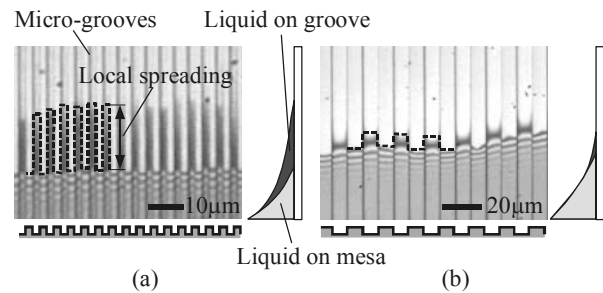 Micro-grooves
Liquid on groove
Local spreading
10μm
20μm
Liquid on mesa
(a)
(b)